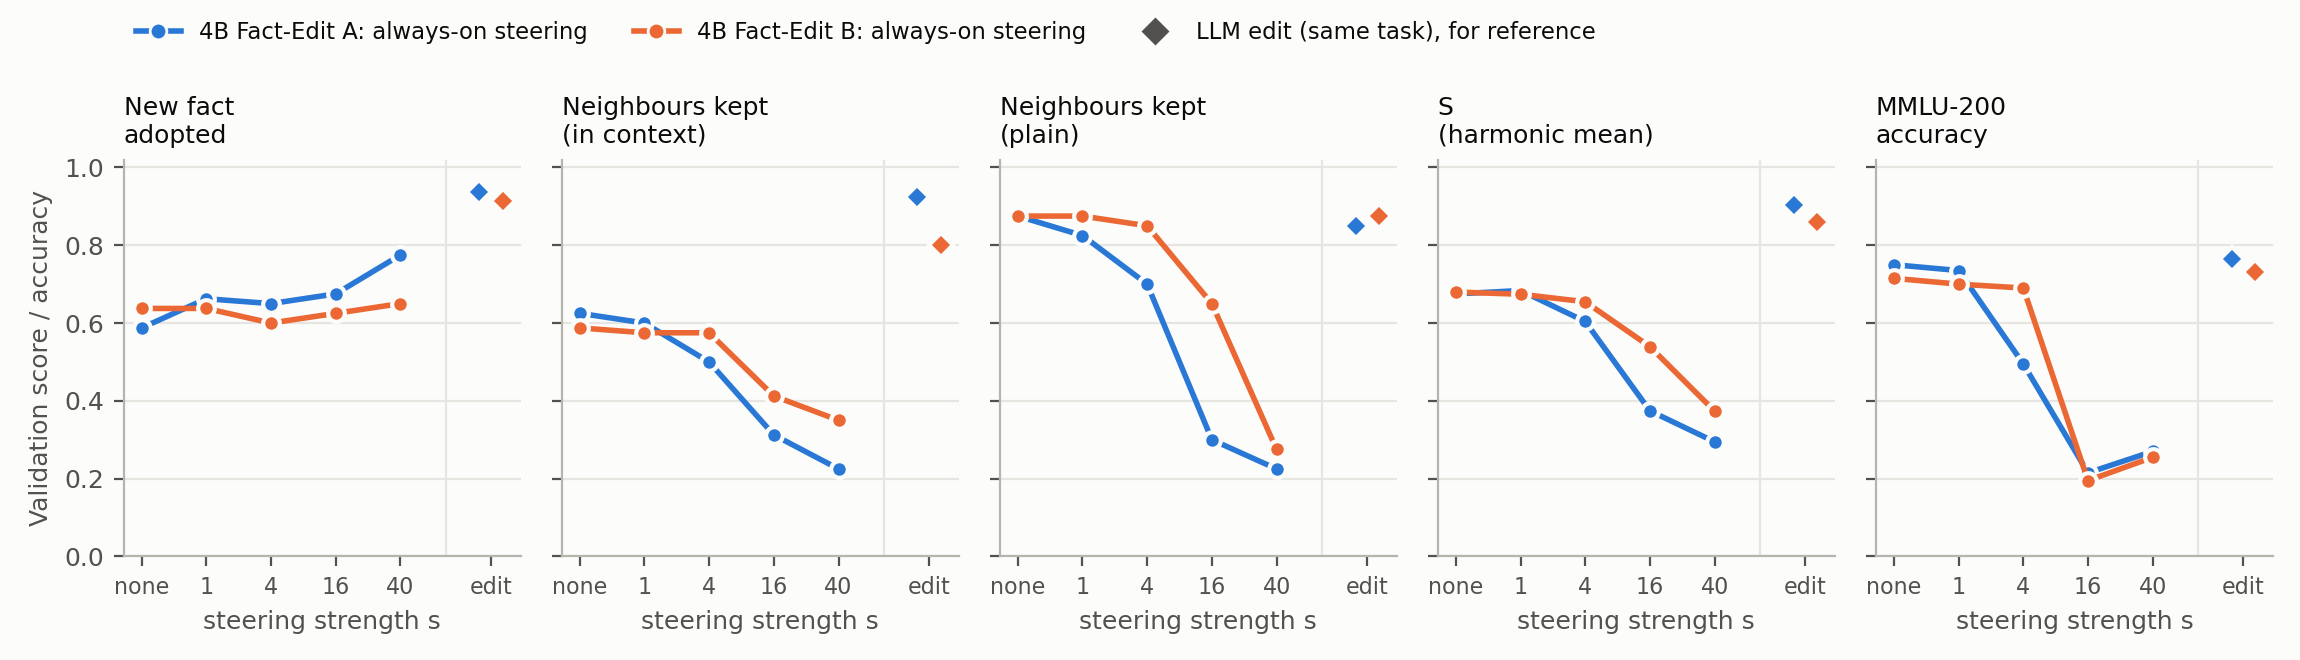 4B Fact-Edit A: always-on steering
4B Fact-Edit B: always-on steering
LLM edit (same task), for reference
New fact
adopted
Neighbours kept
(in context)
Neighbours kept
(plain)
S
(harmonic mean)
MMLU-200
accuracy
Validation score / accuracy
1.0
0.8
0.6
0.4
0.2
0.0
none 1 4 16 40 edit
none 1 4 16 40 edit
none 1 4 16 40 edit
none 1 4 16 40 edit
none 1 4 16 40 edit
steering strength s
steering strength s
steering strength s
steering strength s
steering strength s